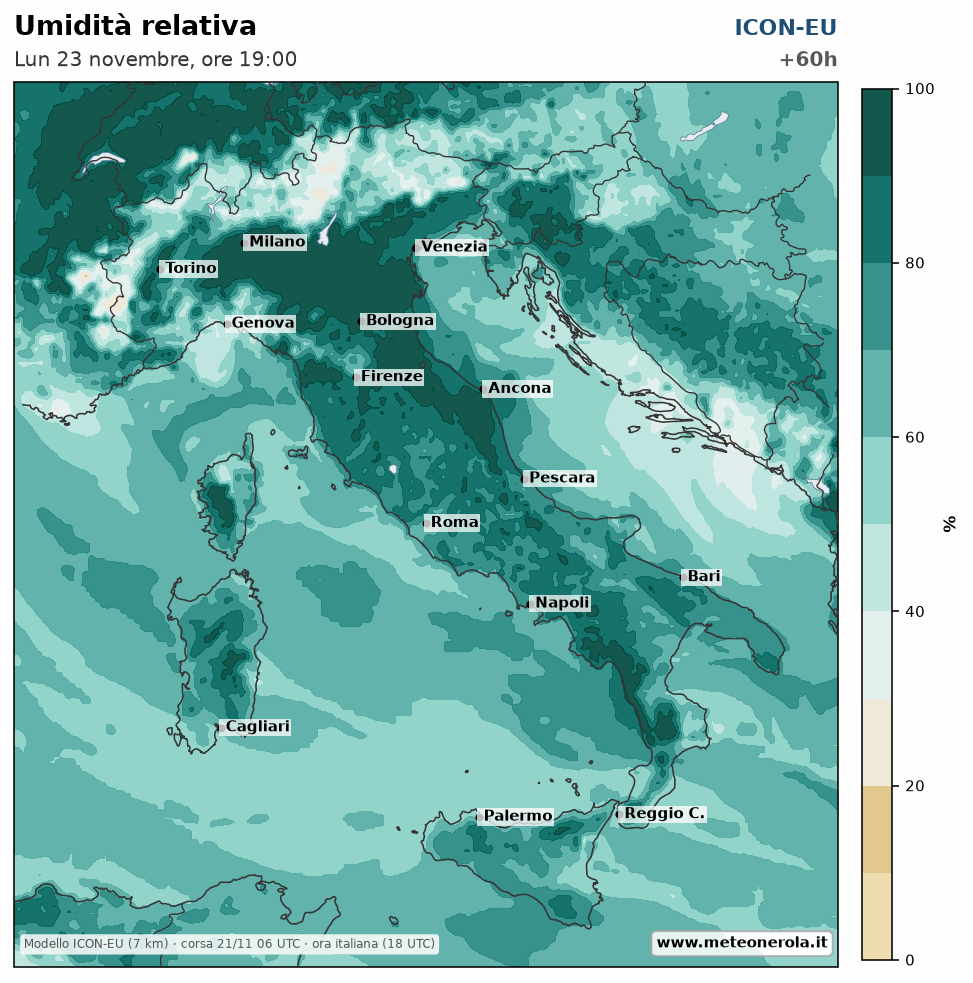 Umidità relativa
ICON-EU
Lun 23 novembre, ore 19:00
+60h
100
80
60
40
20
0
%
Milano
Venezia
Torino
Genova
Bologna
Firenze
Ancona
Pescara
Roma
Bari
Napoli
Cagliari
Palermo
Reggio C.
Modello ICON-EU (7 km) · corsa 21/11 06 UTC · ora italiana (18 UTC)
www.meteonerola.it